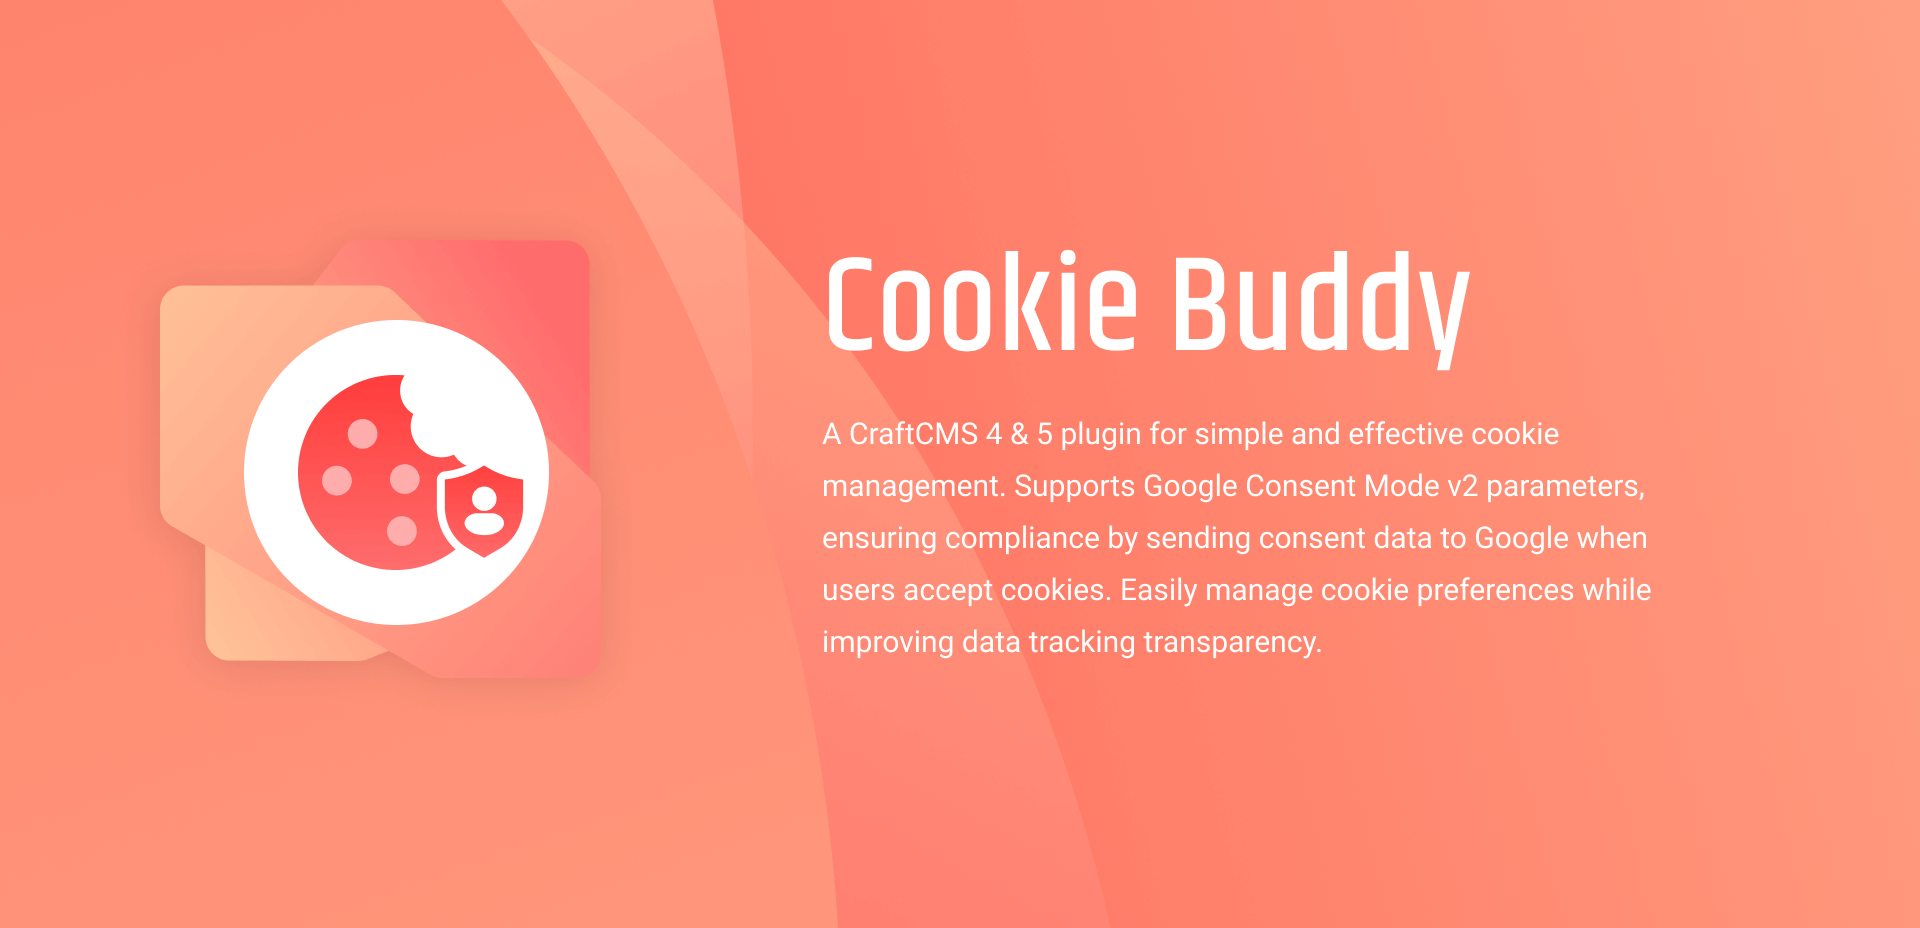 Cookie Buddy
A CraftCMS 4 & 5 plugin for simple and effective cookie
management. Supports Google Consent Mode v2 parameters,
ensuring compliance by sending consent data to Google when
users accept cookies. Easily manage cookie preferences while
improving data tracking transparency.